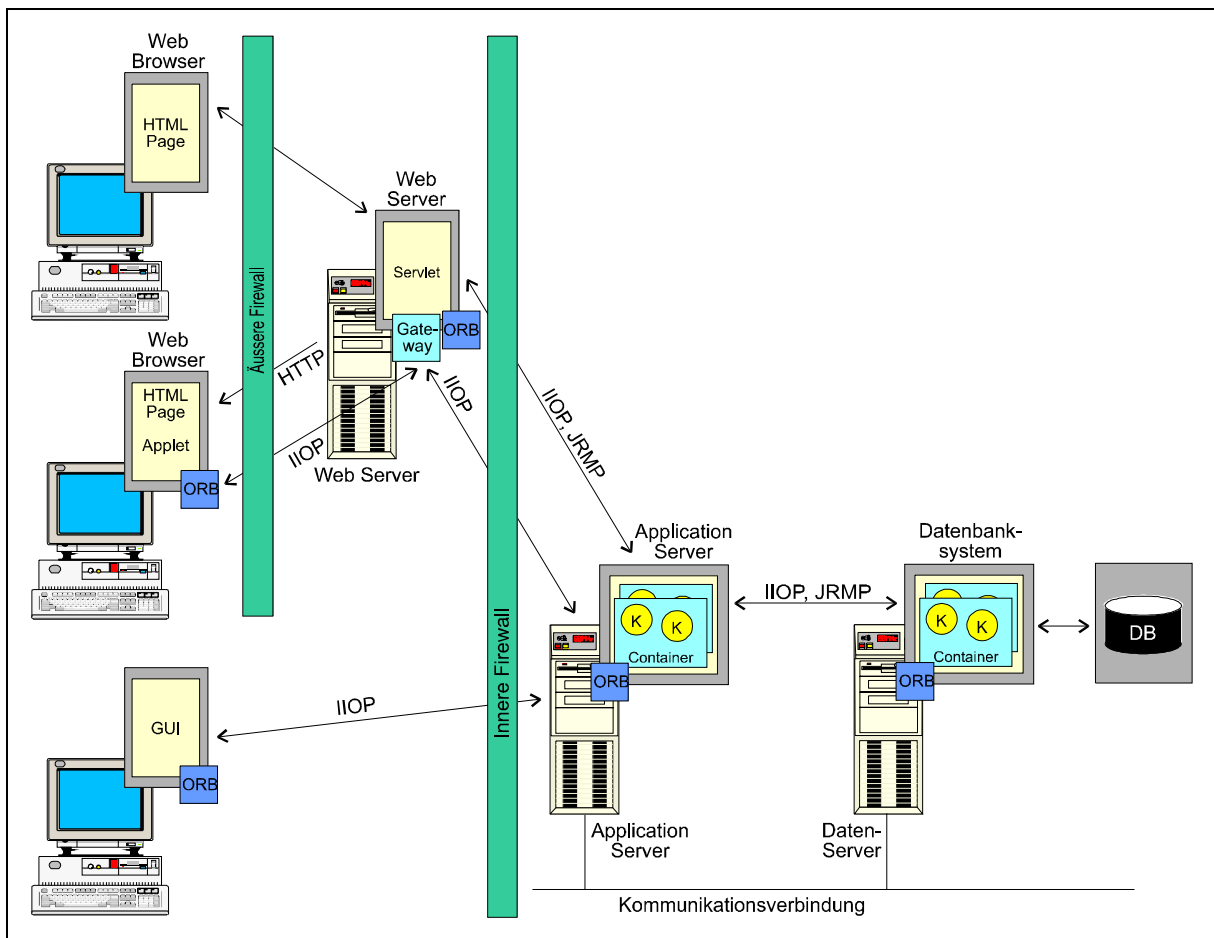 Web
Browser
HTML
Page
Äussere Firewall
Web
Server
Servlet
Gate-
way
ORB
Web Server
Web
Browser
HTML
Page
Applet
ORB
HTTP
IIOP
IIOP
IIOP, JRMP
Innere Firewall
GUI
ORB
IIOP
Application
Server
K
K
Container
ORB
Application
Server
IIOP, JRMP
Datenbank-
system
K
K
Container
ORB
Daten-
Server
DB
Kommunikationsverbindung